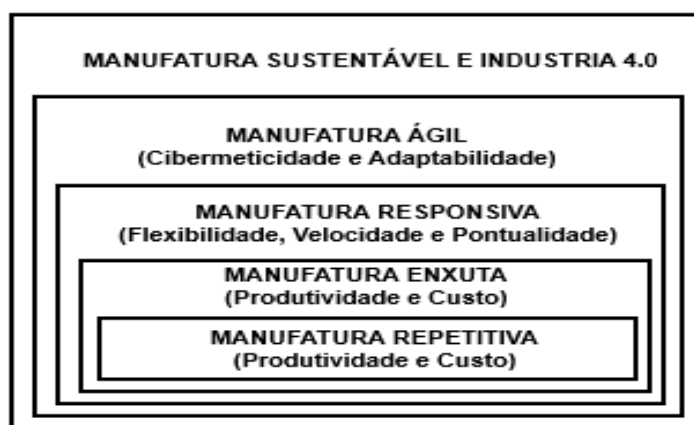 MANUFATURA SUSTENTÁVEL E INDUSTRIA 4.0
MANUFATURA ÁGIL
(Cibermeticidade e Adaptabilidade)
MANUFATURA RESPONSIVA
(Flexibilidade, Velocidade e Pontualidade)
MANUFATURA ENXUTA
(Produtividade e Custo)
MANUFATURA REPETITIVA
(Produtividade e Custo)